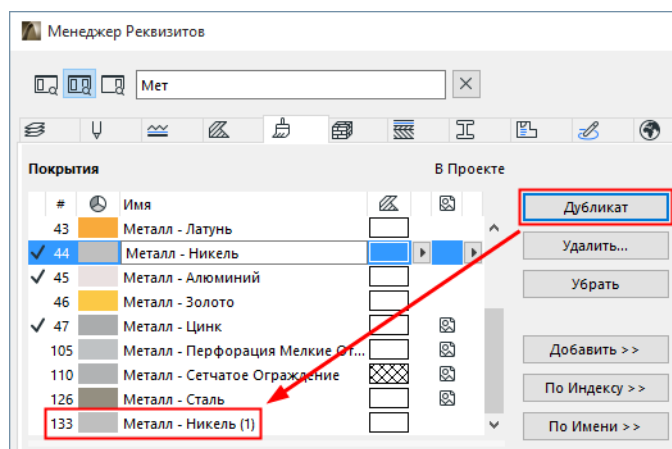 Менеджер Реквизитов
Мет
Покрытия
В Проекте
# Имя
43 Металл - Латунь
44 Металл - Никель
45 Металл - Алюминий
46 Металл - Золото
47 Металл - Цинк
105 Металл - Перфорация Мелкие От...
110 Металл - Сетчатое Ограждение
126 Металл - Сталь
133 Металл - Никель (1)
Дубликат
Удалить...
Убрать
Добавить >>
По Индексу >>
По Имени >>